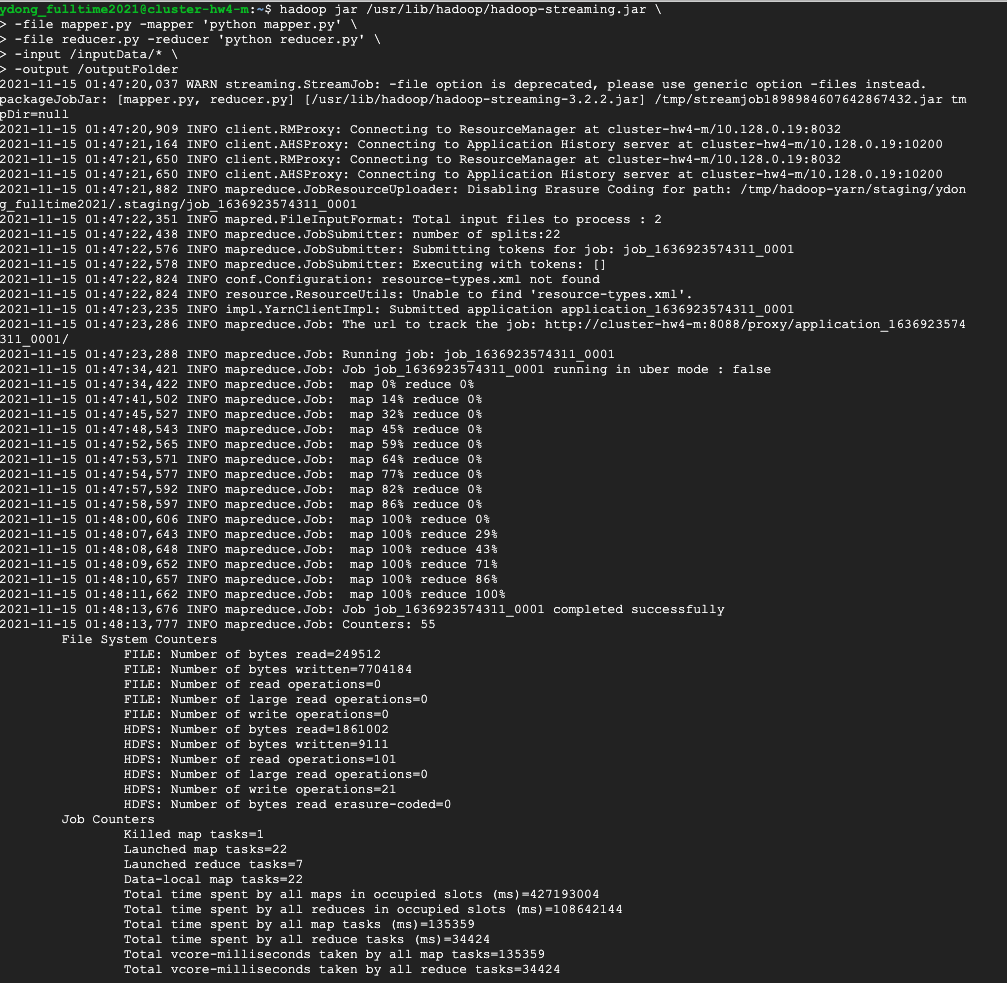 ydong_fulltime2021@cluster-hw4-m:~$ hadoop jar /usr/lib/hadoop/hadoop-streaming.jar \
> -file mapper.py -mapper 'python mapper.py' \
> -file reducer.py -reducer 'python reducer.py' \
> -input /inputData/* \
> -output /outputFolder
2021-11-15 01:47:20,037 WARN streaming.StreamJob: -file option is deprecated, please use generic option -files instead.
packageJobJar: [mapper.py, reducer.py] [/usr/lib/hadoop/hadoop-streaming-3.2.2.jar] /tmp/streamjob1898984607642867432.jar tm
pDir=null
2021-11-15 01:47:20,909 INFO client.RMProxy: Connecting to ResourceManager at cluster-hw4-m/10.128.0.19:8032
2021-11-15 01:47:21,164 INFO client.AHSProxy: Connecting to Application History server at cluster-hw4-m/10.128.0.19:10200
2021-11-15 01:47:21,650 INFO client.RMProxy: Connecting to ResourceManager at cluster-hw4-m/10.128.0.19:8032
2021-11-15 01:47:21,650 INFO client.AHSProxy: Connecting to Application History server at cluster-hw4-m/10.128.0.19:10200
2021-11-15 01:47:21,882 INFO mapreduce.JobResourceUploader: Disabling Erasure Coding for path: /tmp/hadoop-yarn/staging/ydon
g_fulltime2021/.staging/job_1636923574311_0001
2021-11-15 01:47:22,351 INFO mapred.FileInputFormat: Total input files to process : 2
2021-11-15 01:47:22,438 INFO mapreduce.JobSubmitter: number of splits:22
2021-11-15 01:47:22,576 INFO mapreduce.JobSubmitter: Submitting tokens for job: job_1636923574311_0001
2021-11-15 01:47:22,578 INFO mapreduce.JobSubmitter: Executing with tokens: []
2021-11-15 01:47:22,824 INFO conf.Configuration: resource-types.xml not found
2021-11-15 01:47:22,824 INFO resource.ResourceUtils: Unable to find 'resource-types.xml'.
2021-11-15 01:47:23,235 INFO impl.YarnClientImpl: Submitted application application_1636923574311_0001
2021-11-15 01:47:23,286 INFO mapreduce.Job: The url to track the job: http://cluster-hw4-m:8088/proxy/application_1636923574
311_0001/
2021-11-15 01:47:23,288 INFO mapreduce.Job: Running job: job_1636923574311_0001
2021-11-15 01:47:34,421 INFO mapreduce.Job: Job job_1636923574311_0001 running in uber mode : false
2021-11-15 01:47:34,422 INFO mapreduce.Job:  map 0% reduce 0%
2021-11-15 01:47:41,502 INFO mapreduce.Job:  map 14% reduce 0%
2021-11-15 01:47:45,527 INFO mapreduce.Job:  map 32% reduce 0%
2021-11-15 01:47:48,543 INFO mapreduce.Job:  map 45% reduce 0%
2021-11-15 01:47:52,565 INFO mapreduce.Job:  map 59% reduce 0%
2021-11-15 01:47:53,571 INFO mapreduce.Job:  map 64% reduce 0%
2021-11-15 01:47:54,577 INFO mapreduce.Job:  map 77% reduce 0%
2021-11-15 01:47:57,592 INFO mapreduce.Job:  map 82% reduce 0%
2021-11-15 01:47:58,597 INFO mapreduce.Job:  map 86% reduce 0%
2021-11-15 01:48:00,606 INFO mapreduce.Job:  map 100% reduce 0%
2021-11-15 01:48:07,643 INFO mapreduce.Job:  map 100% reduce 29%
2021-11-15 01:48:08,648 INFO mapreduce.Job:  map 100% reduce 43%
2021-11-15 01:48:09,652 INFO mapreduce.Job:  map 100% reduce 71%
2021-11-15 01:48:10,657 INFO mapreduce.Job:  map 100% reduce 86%
2021-11-15 01:48:11,662 INFO mapreduce.Job:  map 100% reduce 100%
2021-11-15 01:48:13,676 INFO mapreduce.Job: Job job_1636923574311_0001 completed successfully
2021-11-15 01:48:13,777 INFO mapreduce.Job: Counters: 55
File System Counters
FILE: Number of bytes read=249512
FILE: Number of bytes written=7704184
FILE: Number of read operations=0
FILE: Number of large read operations=0
FILE: Number of write operations=0
HDFS: Number of bytes read=1861002
HDFS: Number of bytes written=9111
HDFS: Number of read operations=101
HDFS: Number of large read operations=0
HDFS: Number of write operations=21
HDFS: Number of bytes read erasure-coded=0
Job Counters
Killed map tasks=1
Launched map tasks=22
Launched reduce tasks=7
Data-local map tasks=22
Total time spent by all maps in occupied slots (ms)=427193004
Total time spent by all reduces in occupied slots (ms)=108642144
Total time spent by all map tasks (ms)=135359
Total time spent by all reduce tasks (ms)=34424
Total vcore-milliseconds taken by all map tasks=135359
Total vcore-milliseconds taken by all reduce tasks=34424